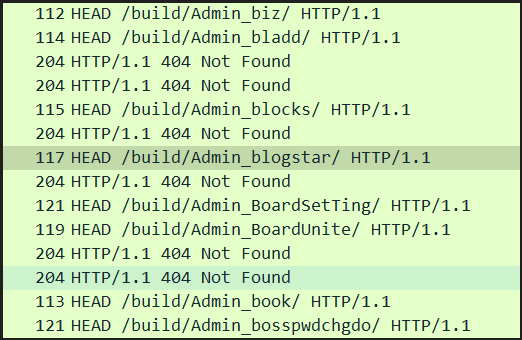 112 HEAD /build/Admin_biz/ HTTP/1.1
114 HEAD /build/Admin_bladd/ HTTP/1.1
204 HTTP/1.1 404 Not Found
204 HTTP/1.1 404 Not Found
115 HEAD /build/Admin_blocks/ HTTP/1.1
204 HTTP/1.1 404 Not Found
117 HEAD /build/Admin_blogstar/ HTTP/1.1
204 HTTP/1.1 404 Not Found
121 HEAD /build/Admin_BoardSetTing/ HTTP/1.1
119 HEAD /build/Admin_BoardUnite/ HTTP/1.1
204 HTTP/1.1 404 Not Found
204 HTTP/1.1 404 Not Found
113 HEAD /build/Admin_book/ HTTP/1.1
121 HEAD /build/Admin_bosspwdchgdo/ HTTP/1.1